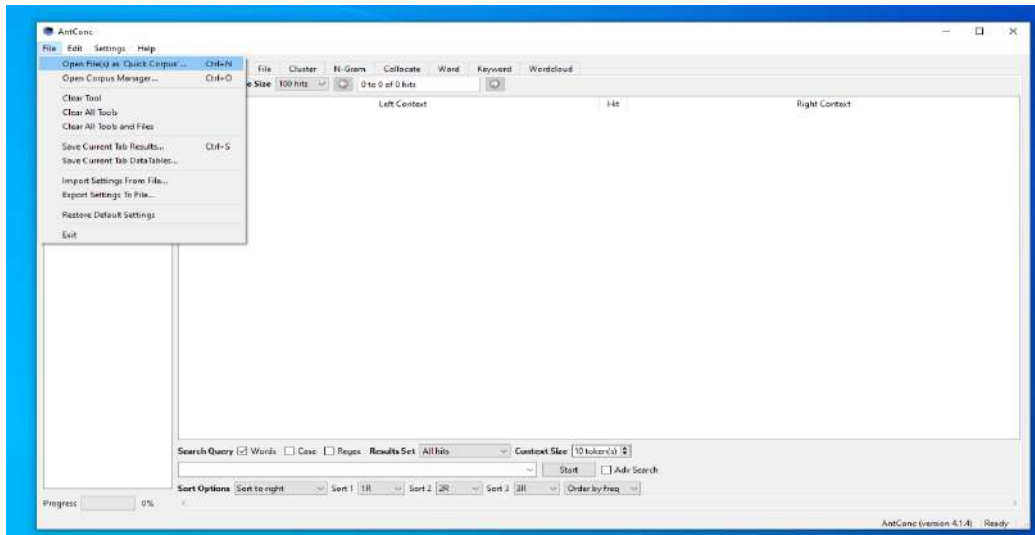 AntConc
File Edit Settings Help
Open File(s) as 'Quick Corpus'... Ctrl+N
Open Corpus Manager... Ctrl+O
Clear Tool
Clear All Tools
Clear All Tools and Files
Save Current Tab Results... Ctrl+S
Save Current Tab DataTables...
Import Settings From File...
Export Settings To File...
Restore Default Settings
Exit
File Cluster N-Gram Collocate Word Keyword Wordcloud
Size 100 hits 0 to 0 of 0 hits
Left Context Hit Right Context
Search Query Words Case Regex Results Set All hits Context Size 10 token(s)
Start Adv Search
Sort Options Sort to right Sort 1 1R Sort 2 2R Sort 3 3R Order by freq
Progress 0%
AntConc (version 4.1.4) Ready